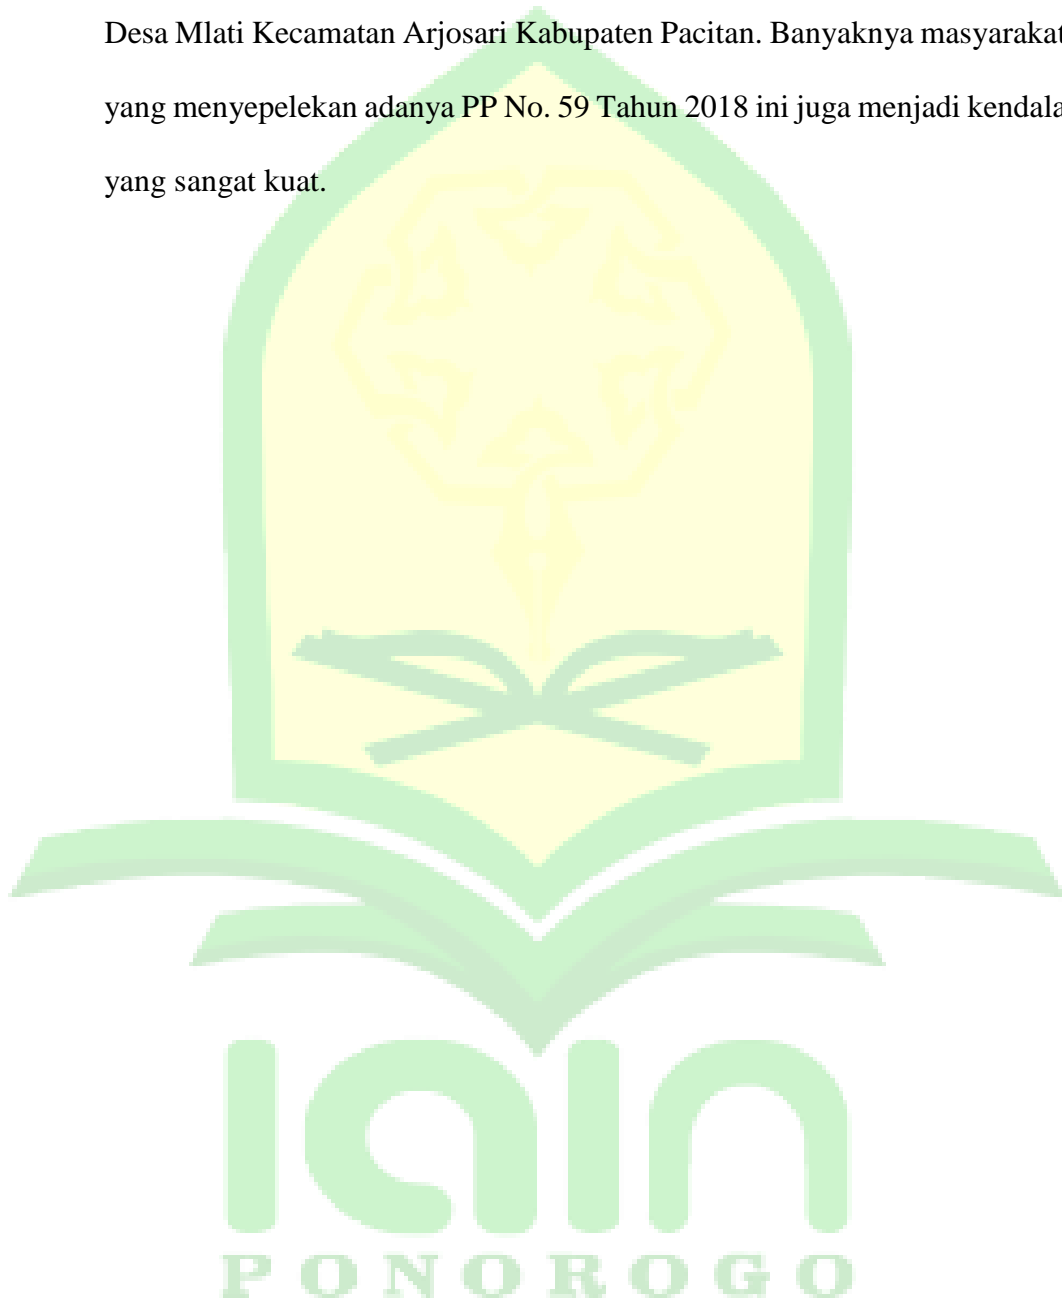 Desa Mlati Kecamatan Arjosari Kabupaten Pacitan. Banyaknya masyarakat
yang menyepelekan adanya PP No. 59 Tahun 2018 ini juga menjadi kendala
yang sangat kuat.
iain
PONOROGO